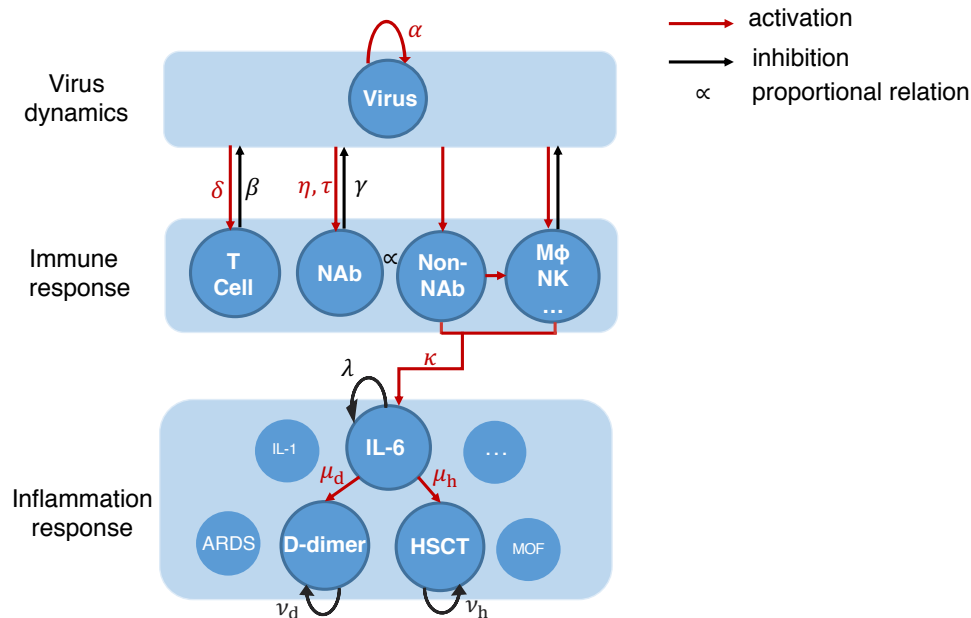 activation
inhibition
∝ proportional relation
α
Virus
dynamics
Virus
δ
β
η, τ
γ
Immune
response
T
Cell
NAb
∝
Non-
NAb
Mϕ
NK
...
κ
λ
Inflammation
response
IL-1
IL-6
...
μd
μh
ARDS
D-dimer
HSCT
MOF
νd
νh